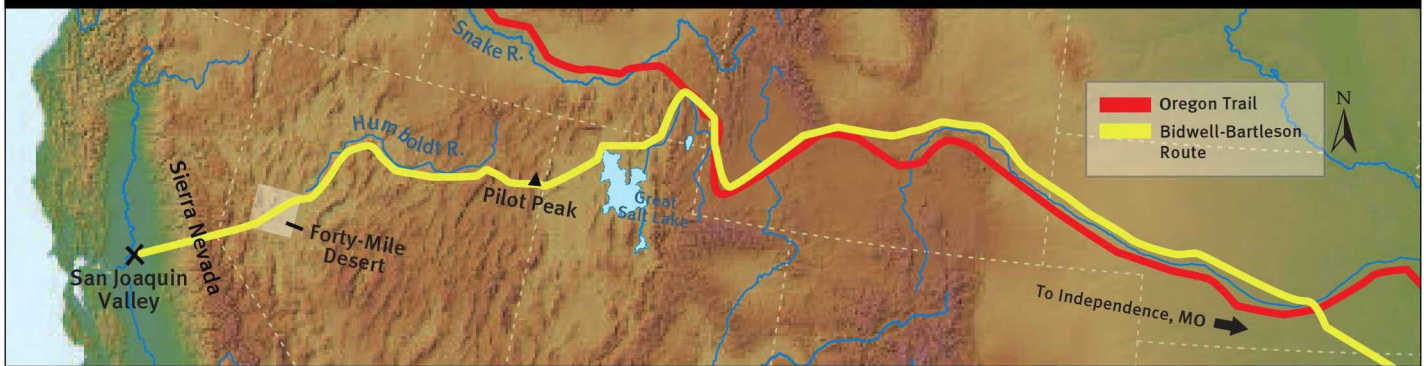 Snake R.
Humboldt R.
Sierra Nevada
Pilot Peak
Great
Salt Lake
Forty-Mile
Desert
San Joaquin
Valley
To Independence, MO
Oregon Trail
Bidwell-Bartleson
Route
N